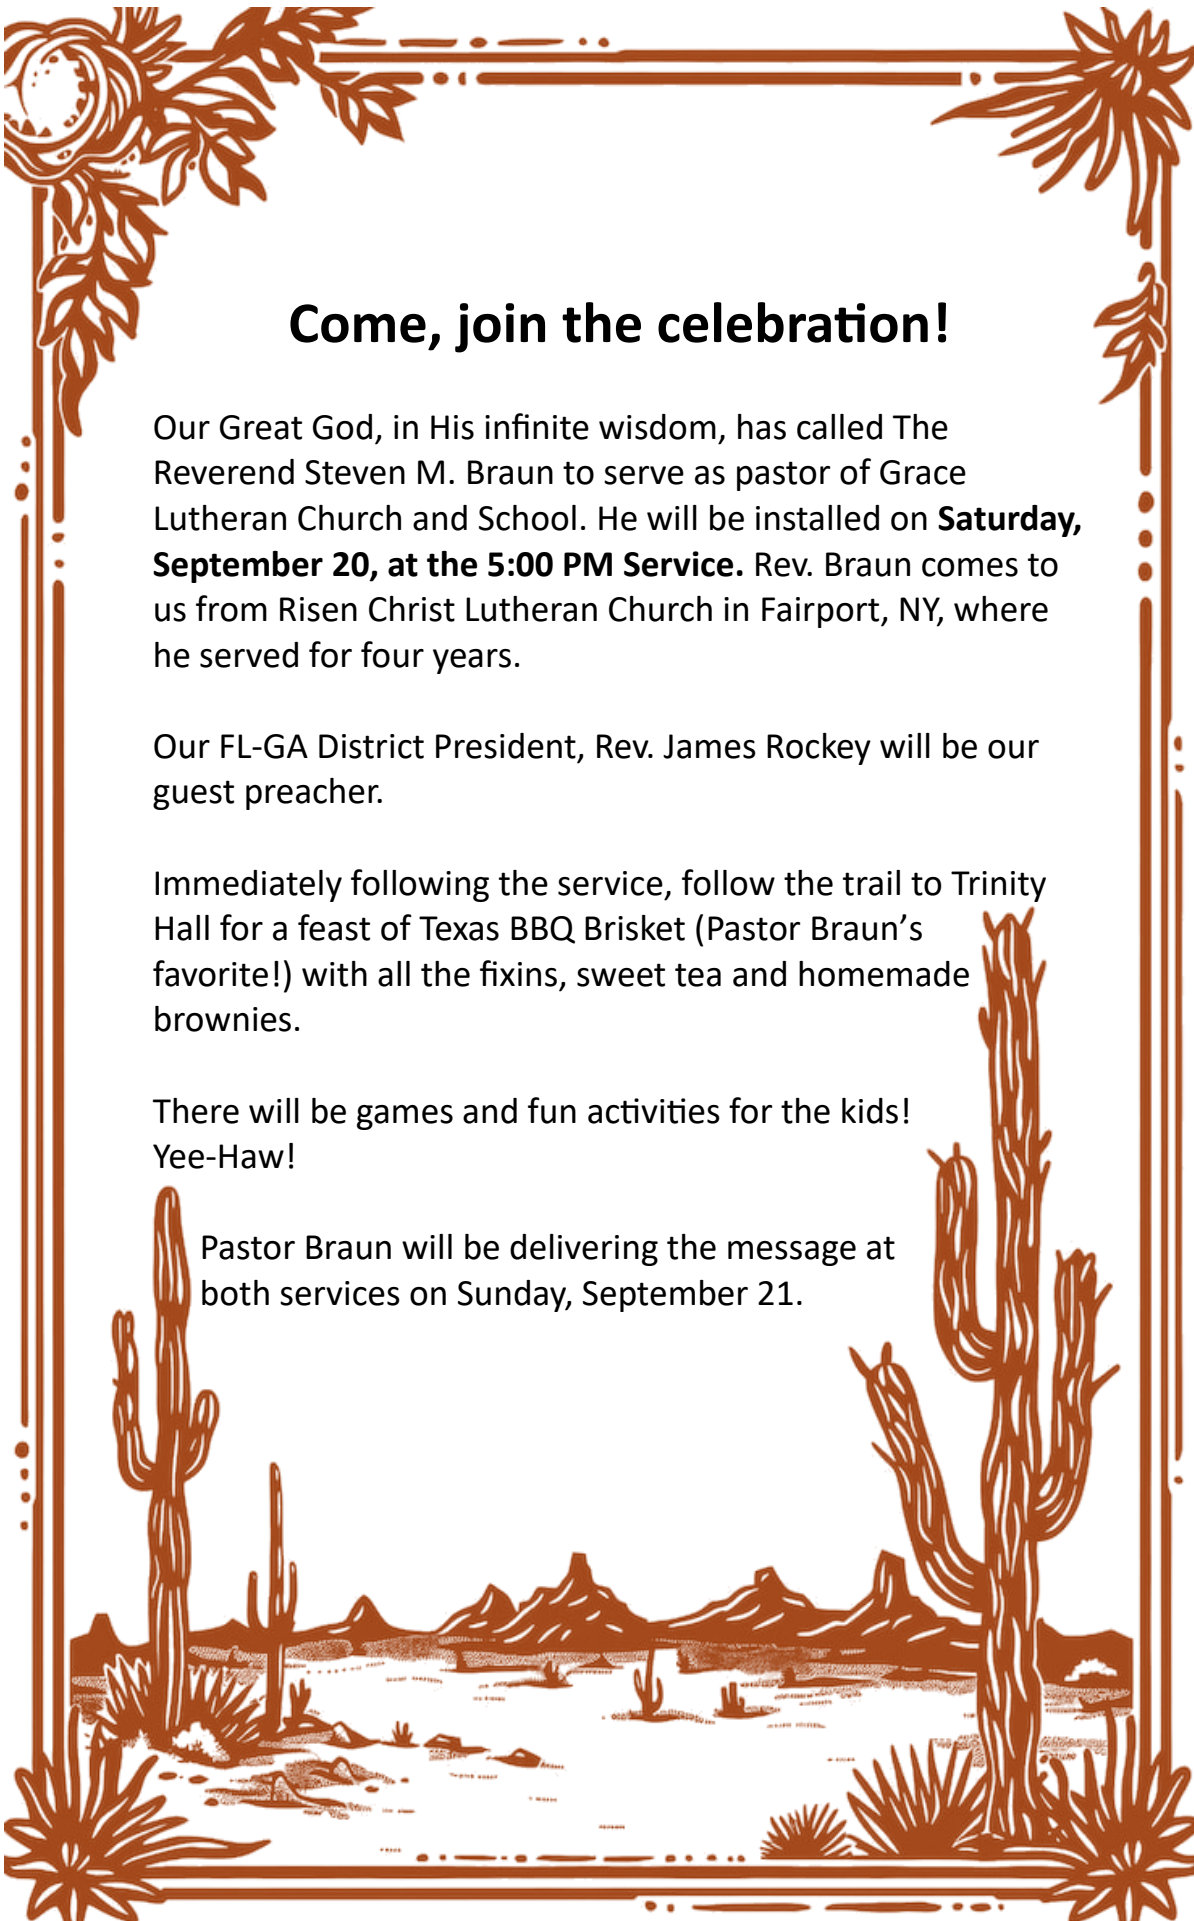 Come, join the celebration!
Our Great God, in His infinite wisdom, has called The
Reverend Steven M. Braun to serve as pastor of Grace
Lutheran Church and School. He will be installed on Saturday,
September 20, at the 5:00 PM Service. Rev. Braun comes to
us from Risen Christ Lutheran Church in Fairport, NY, where
he served for four years.
Our FL-GA District President, Rev. James Rockey will be our
guest preacher.
Immediately following the service, follow the trail to Trinity
Hall for a feast of Texas BBQ Brisket (Pastor Braun’s
favorite!) with all the fixins, sweet tea and homemade
brownies.
There will be games and fun activities for the kids!
Yee-Haw!
Pastor Braun will be delivering the message at
both services on Sunday, September 21.